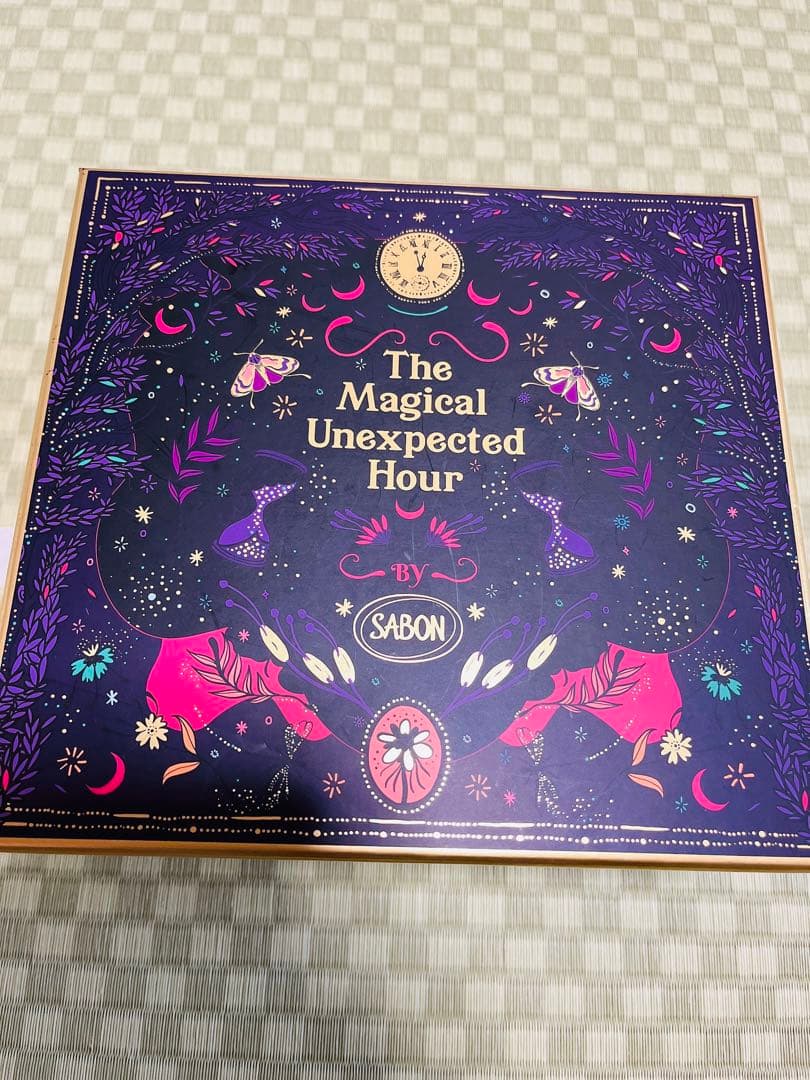 The
Magical
Unexpected
Hour
BY
SABON